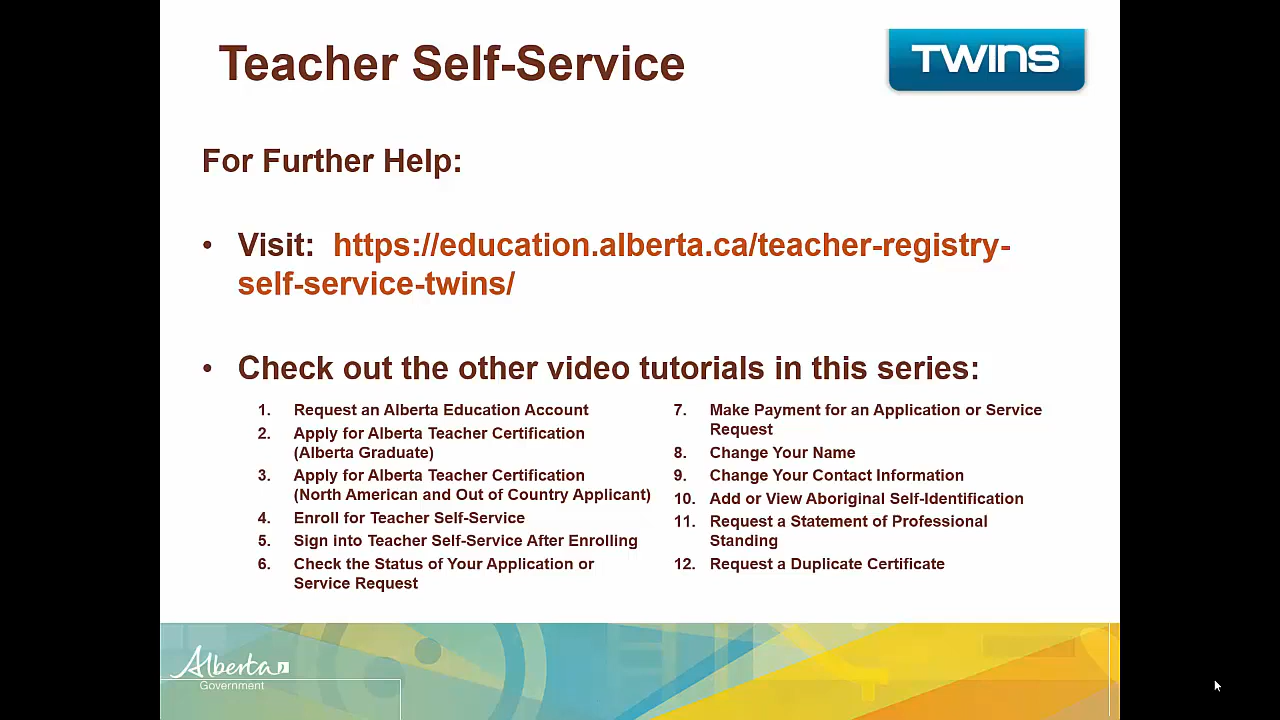 Teacher Self-Service
TWINS
For Further Help:
• Visit: https://education.alberta.ca/teacher-registry-
self-service-twins/
• Check out the other video tutorials in this series:
1. Request an Alberta Education Account
2. Apply for Alberta Teacher Certification
(Alberta Graduate)
3. Apply for Alberta Teacher Certification
(North American and Out of Country Applicant)
4. Enroll for Teacher Self-Service
5. Sign into Teacher Self-Service After Enrolling
6. Check the Status of Your Application or
Service Request
7. Make Payment for an Application or Service
Request
8. Change Your Name
9. Change Your Contact Information
10. Add or View Aboriginal Self-Identification
11. Request a Statement of Professional
Standing
12. Request a Duplicate Certificate
Alberta
Government